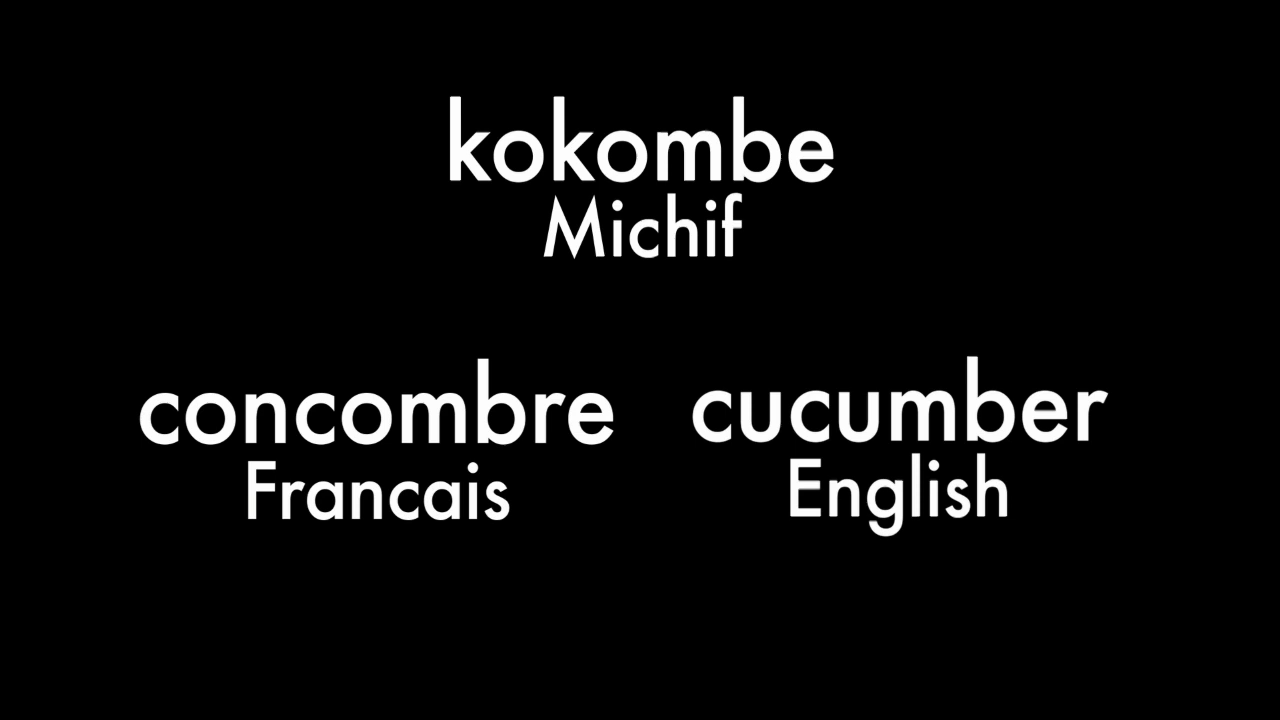 kokombe
Michif
concombre
Francais
cucumber
English